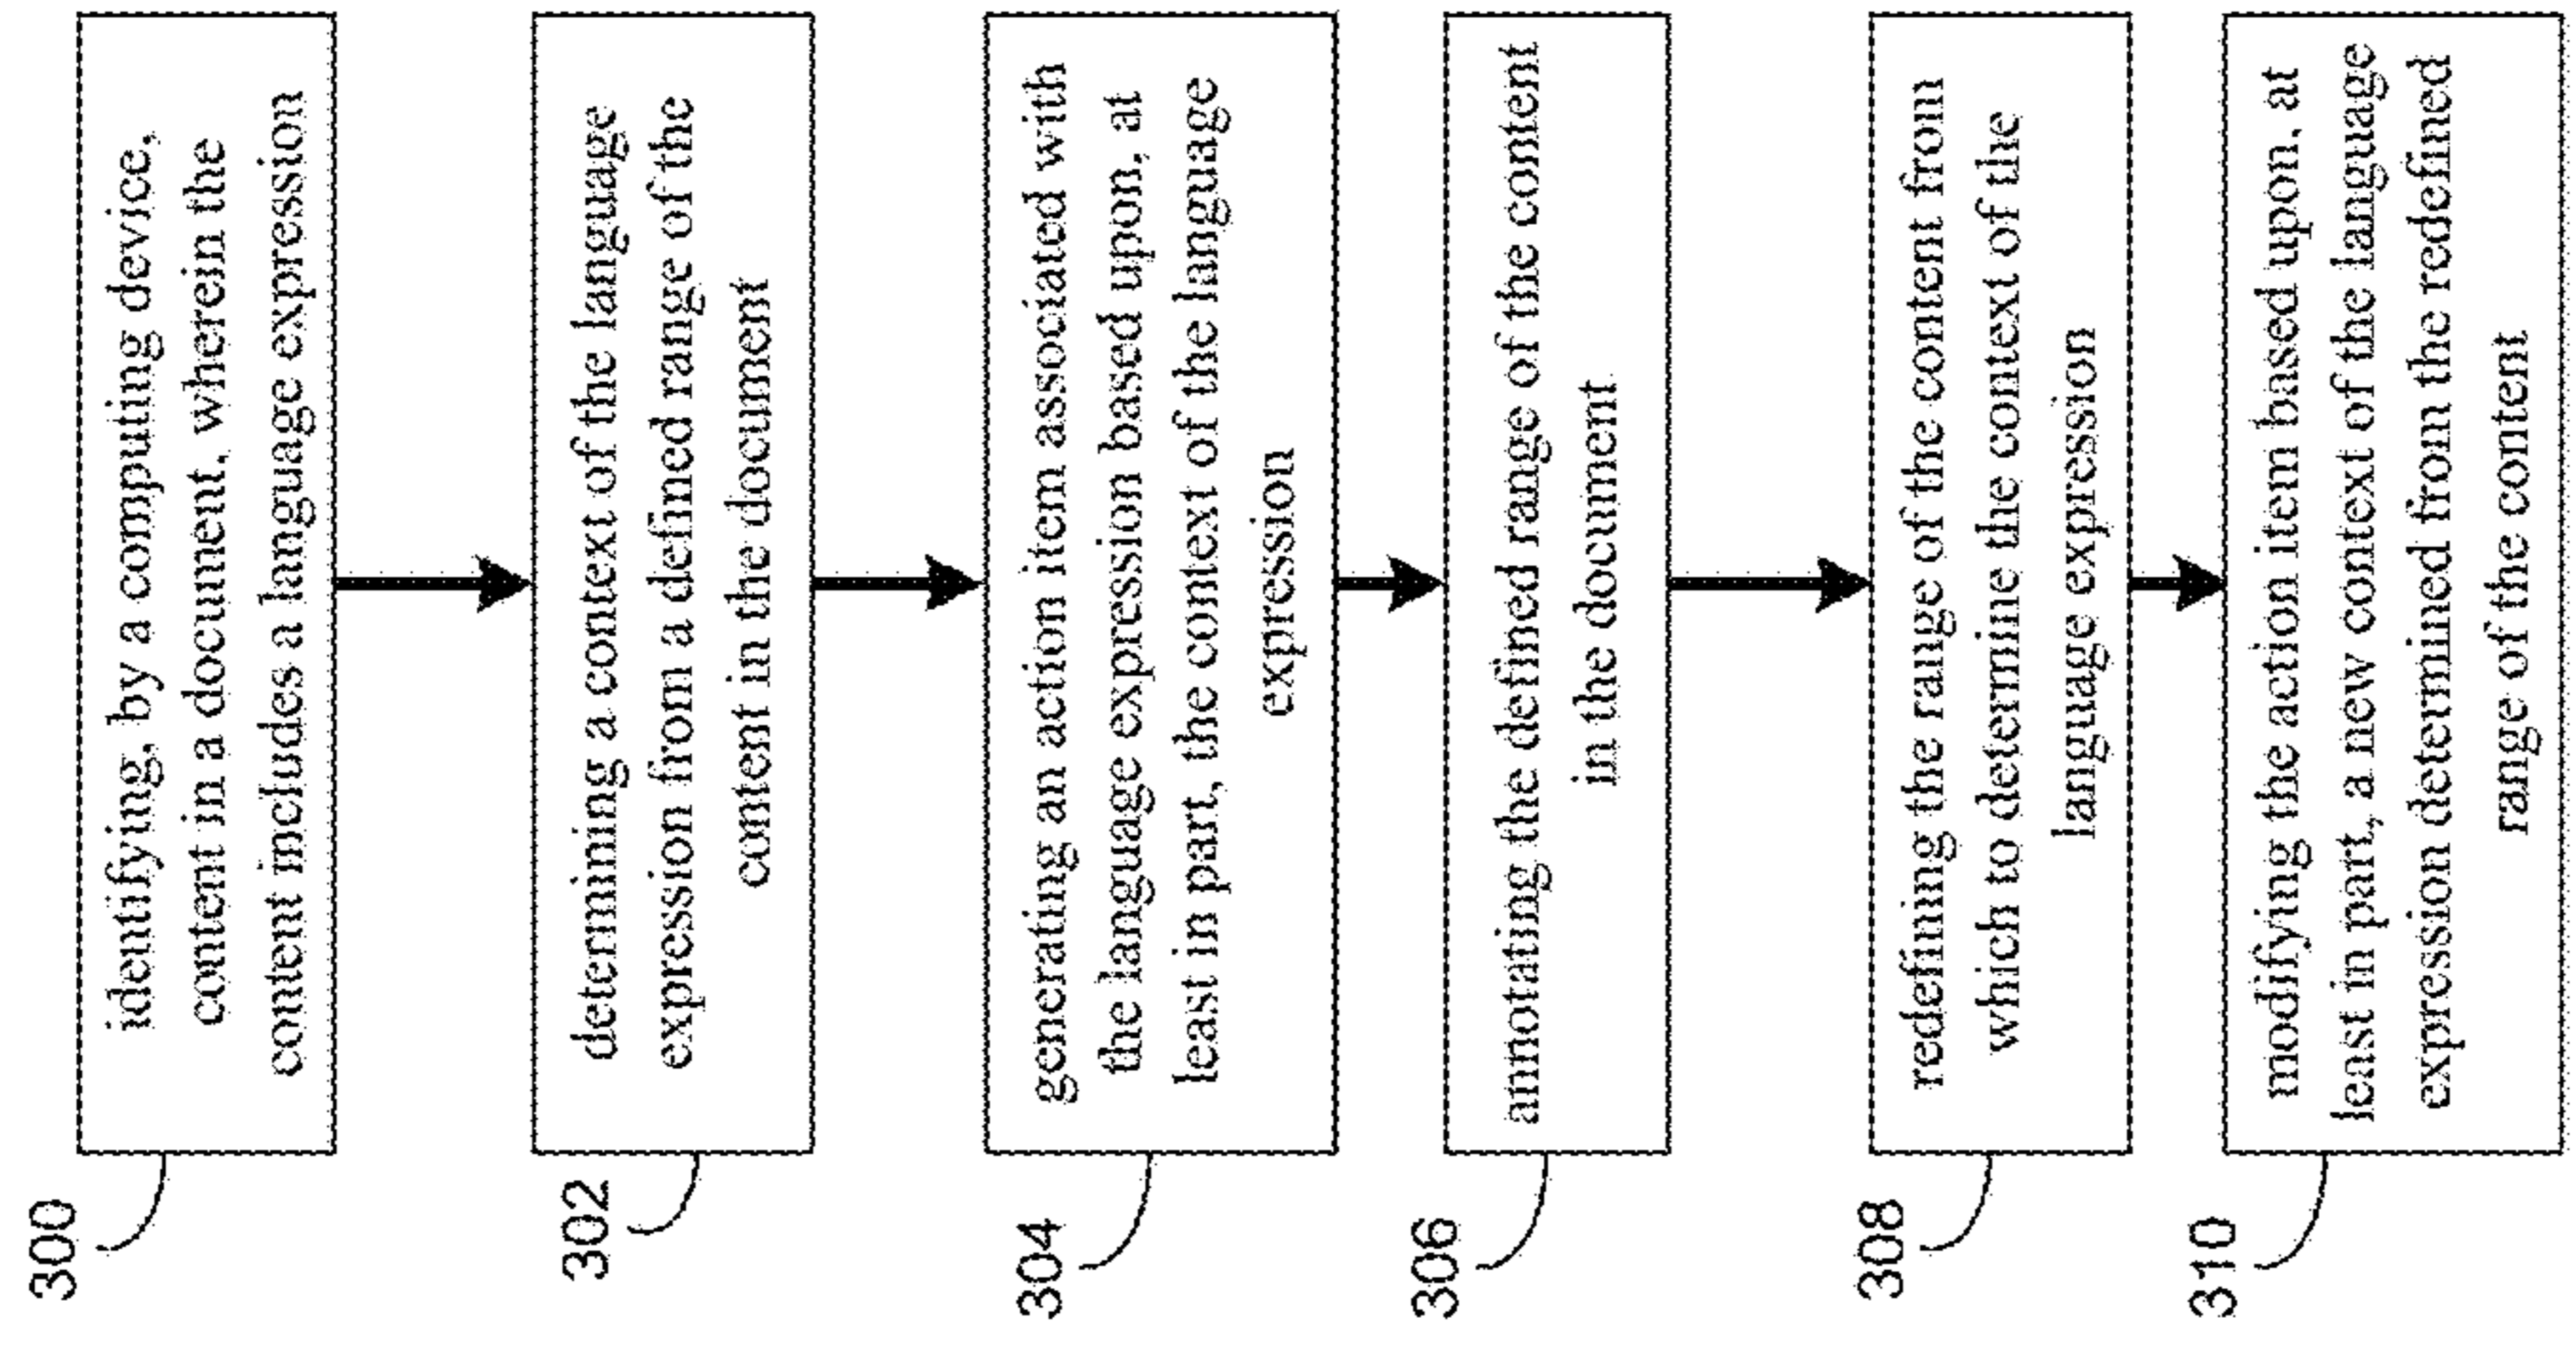 300
identifying, by a computing device,
content in a document, wherein the
content includes a language expression
302
determining a context of the language
expression from a defined range of the
content in the document
304
generating an action item associated with
the language expression based upon, at
least in part, the context of the language
expression
306
annotating the defined range of the content
in the document
308
redefining the range of the content from
which to determine the context of the
language expression
310
modifying the action item based upon, at
least in part, a new context of the language
expression determined from the redefined
range of the content